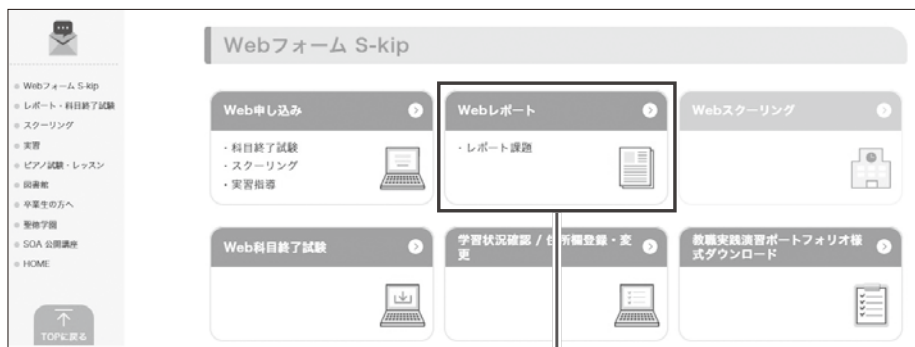 Webフォーム S-kip
レポート・科目終了試験
スクーリング
実習
ピアノ試験・レッスン
図書館
卒業生の方へ
聖徳学園
SOA 公開講座
HOME
TOPに戻る
Webフォーム S-kip
Web申し込み
・科目終了試験
・スクーリング
・実習指導
Webレポート
・レポート課題
Webスクーリング
Web科目終了試験
学習状況確認 / 住所欄登録・変
更
教職実践演習ポートフォリオ様
式ダウンロード